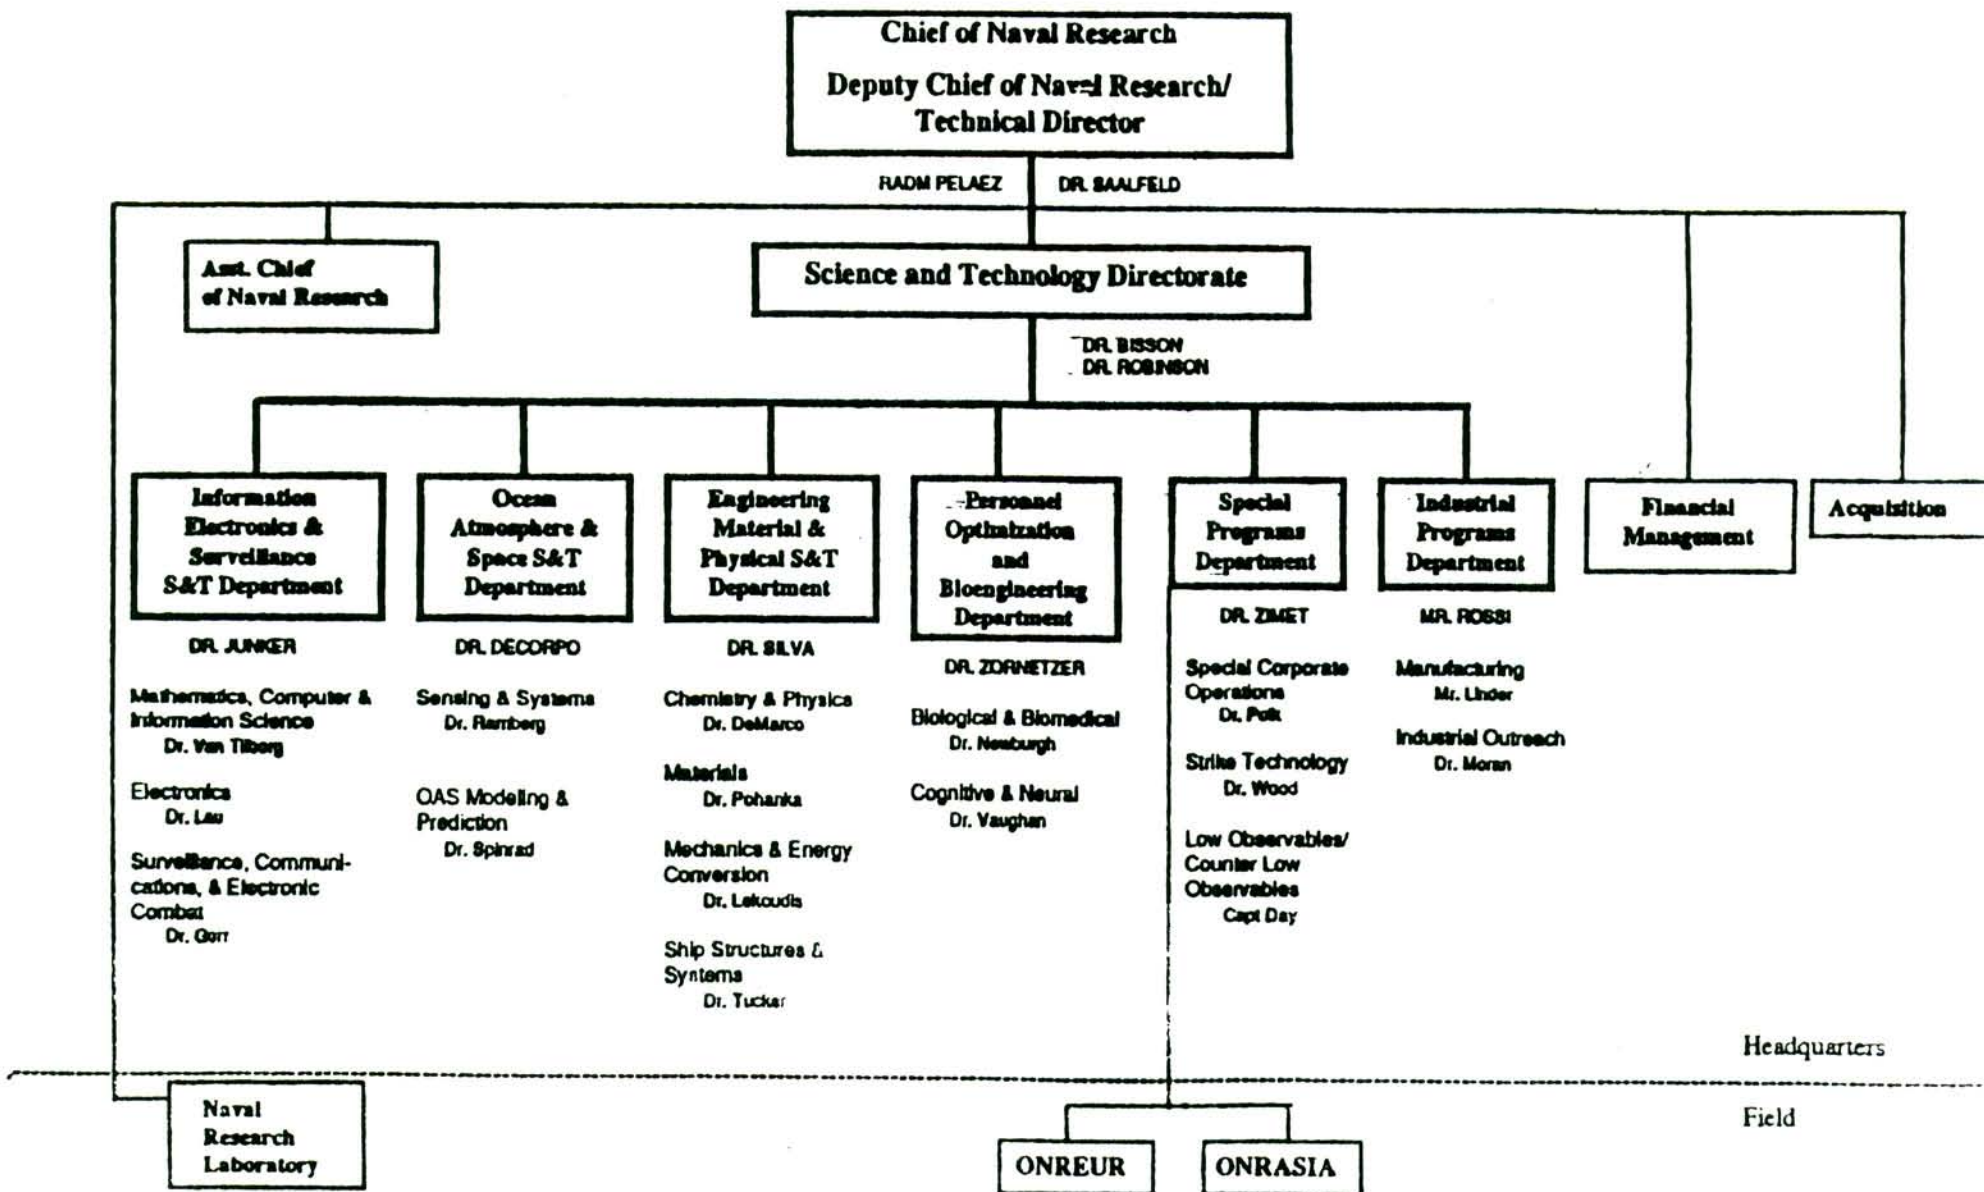 Chief of Naval Research
Deputy Chief of Naval Research/
Technical Director
RADM PELAEZ
DR. SAALFELD
Asst. Chief
of Naval Research
Science and Technology Directorate
DR. BISSON
DR. ROBINSON
Information
Electronics &
Surveillance
S&T Department
DR. JUNKER
Mathematics, Computer &
Information Science
Dr. Van Tilborg
Electronics
Dr. Lau
Surveillance, Communi-
cations, & Electronic
Combat
Dr. Gorr
Ocean
Atmosphere &
Space S&T
Department
DR. DECORPO
Sensing & Systems
Dr. Ramberg
OAS Modeling &
Prediction
Dr. Spinrad
Engineering
Material &
Physical S&T
Department
DR. SILVA
Chemistry & Physics
Dr. DeMarco
Materials
Dr. Pohanka
Mechanics & Energy
Conversion
Dr. Lekoudis
Ship Structures &
Systems
Dr. Tucker
Personnel
Optimization
and
Bioengineering
Department
DR. ZORNETZER
Biological & Biomedical
Dr. Newburgh
Cognitive & Neural
Dr. Vaughan
Special
Programs
Department
DR. ZIMET
Special Corporate
Operations
Dr. Polk
Strike Technology
Dr. Wood
Low Observables/
Counter Low
Observables
Capt Day
Industrial
Programs
Department
MR. ROSSI
Manufacturing
Mr. Linder
Industrial Outreach
Dr. Moran
Financial
Management
Acquisition
Headquarters
Field
Naval
Research
Laboratory
ONREUR
ONRASIA